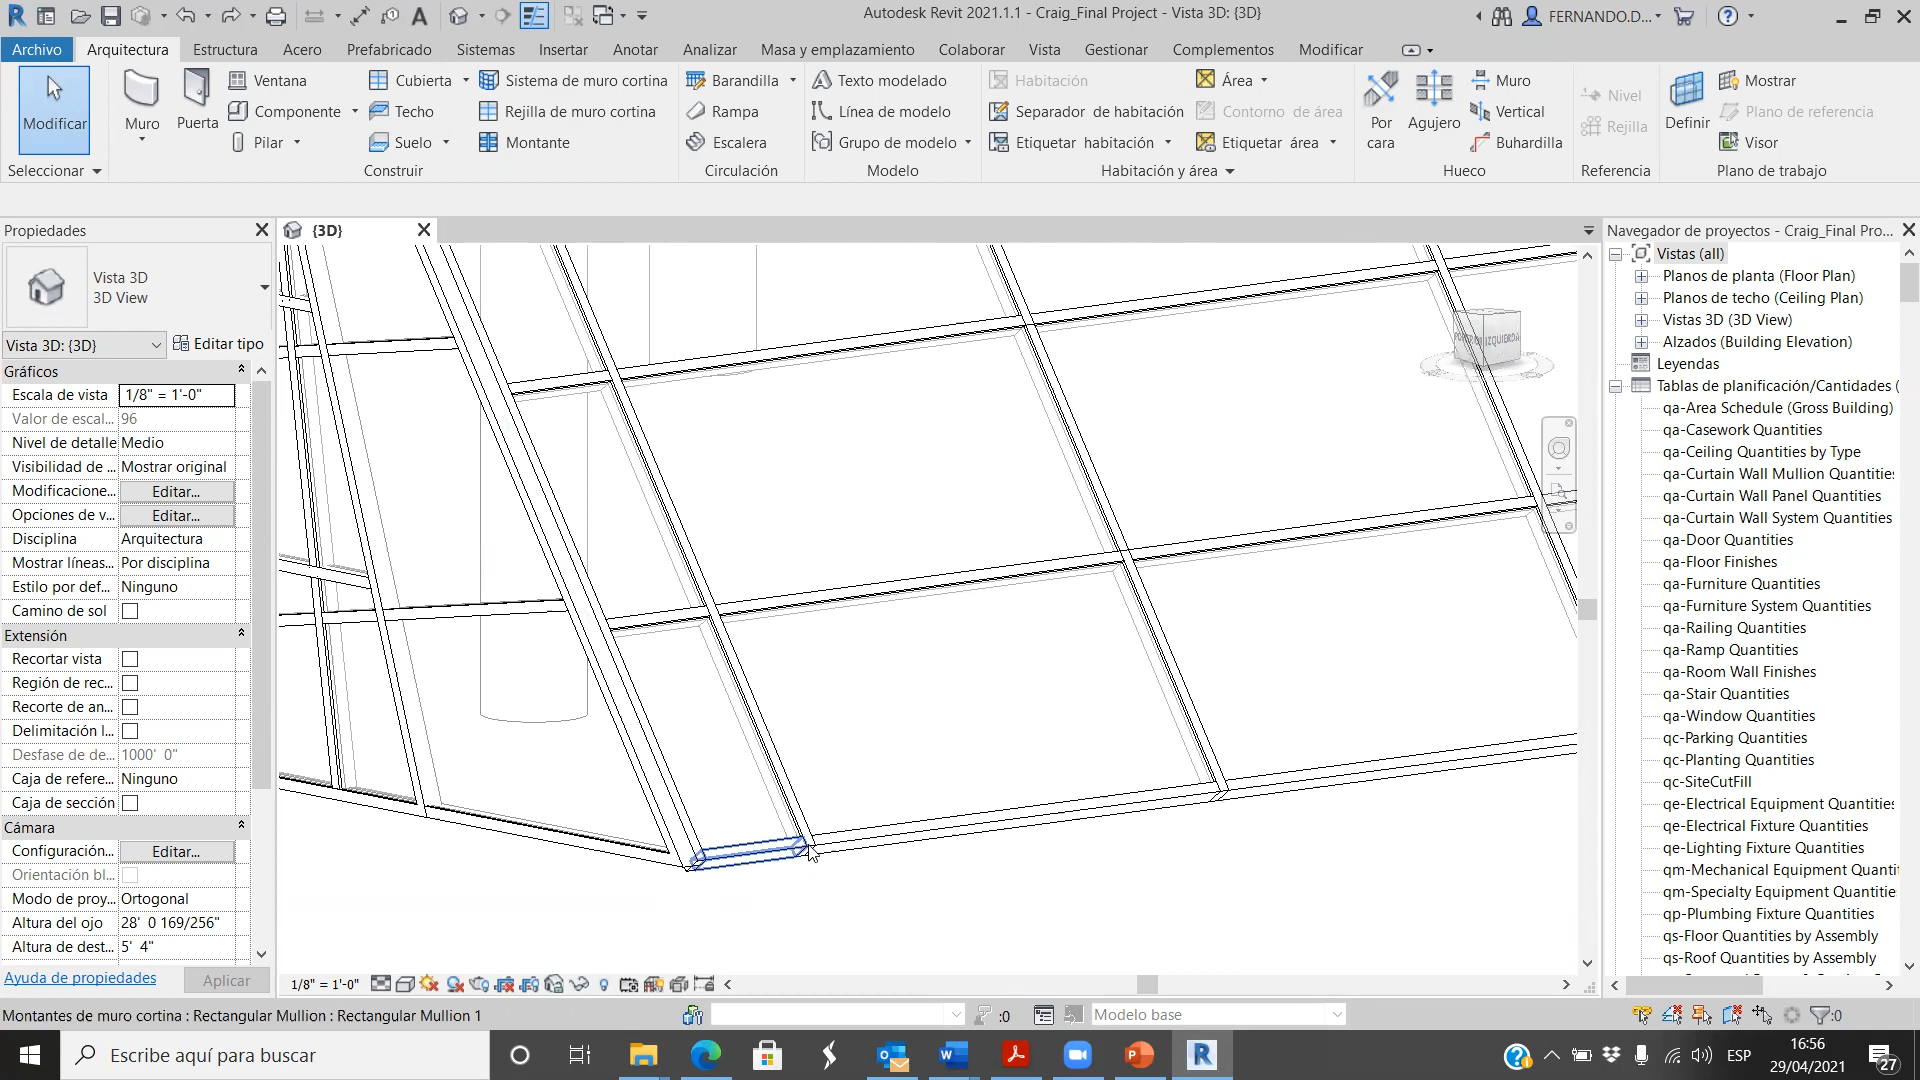 Autodesk Revit 2021.1.1 - Craig_Final Project - Vista 3D: {3D}
FERNANDO.D...
Archivo Arquitectura Estructura Acero Prefabricado Sistemas Insertar Anotar Analizar Masa y emplazamiento Colaborar Vista Gestionar Complementos Modificar
Modificar
Muro
Puerta
Ventana
Componente
Pilar
Cubierta
Techo
Suelo
Sistema de muro cortina
Rejilla de muro cortina
Montante
Barandilla
Rampa
Escalera
Texto modelado
Línea de modelo
Grupo de modelo
Habitación
Separador de habitación
Etiquetar habitación
Área
Contorno de área
Etiquetar área
Por cara
Agujero
Muro
Vertical
Buhardilla
Nivel
Rejilla
Definir
Mostrar
Plano de referencia
Visor
Seleccionar Construir Circulación Modelo Habitación y área Hueco Referencia Plano de trabajo
Propiedades
Vista 3D
3D View
Vista 3D: {3D} Editar tipo
Gráficos
Escala de vista 1/8" = 1'-0"
Valor de escal... 96
Nivel de detalle Medio
Visibilidad de ... Mostrar original
Modificacione... Editar...
Opciones de v... Editar...
Disciplina Arquitectura
Mostrar líneas... Por disciplina
Estilo por def... Ninguno
Camino de sol
Extensión
Recortar vista
Región de rec...
Recorte de an...
Delimitación l...
Desfase de de... 1000' 0"
Caja de refere... Ninguno
Caja de sección
Cámara
Configuración... Editar...
Orientación bl...
Modo de proy... Ortogonal
Altura del ojo 28' 0 169/256"
Altura de dest... 5' 4"
Ayuda de propiedades Aplicar
{3D}
IZQUIERDA
1/8" = 1'-0"
Navegador de proyectos - Craig_Final Pro...
Vistas (all)
Planos de planta (Floor Plan)
Planos de techo (Ceiling Plan)
Vistas 3D (3D View)
Alzados (Building Elevation)
Leyendas
Tablas de planificación/Cantidades (
qa-Area Schedule (Gross Building)
qa-Casework Quantities
qa-Ceiling Quantities by Type
qa-Curtain Wall Mullion Quantities
qa-Curtain Wall Panel Quantities
qa-Curtain Wall System Quantities
qa-Door Quantities
qa-Floor Finishes
qa-Furniture Quantities
qa-Furniture System Quantities
qa-Railing Quantities
qa-Ramp Quantities
qa-Room Wall Finishes
qa-Stair Quantities
qa-Window Quantities
qc-Parking Quantities
qc-Planting Quantities
qc-SiteCutFill
qe-Electrical Equipment Quantities
qe-Electrical Fixture Quantities
qe-Lighting Fixture Quantities
qm-Mechanical Equipment Quanti
qm-Specialty Equipment Quantitie
qp-Plumbing Fixture Quantities
qs-Floor Quantities by Assembly
qs-Roof Quantities by Assembly
Montantes de muro cortina : Rectangular Mullion : Rectangular Mullion 1
:0
Modelo base
:0
Escribe aquí para buscar
ESP
16:56
29/04/2021
27